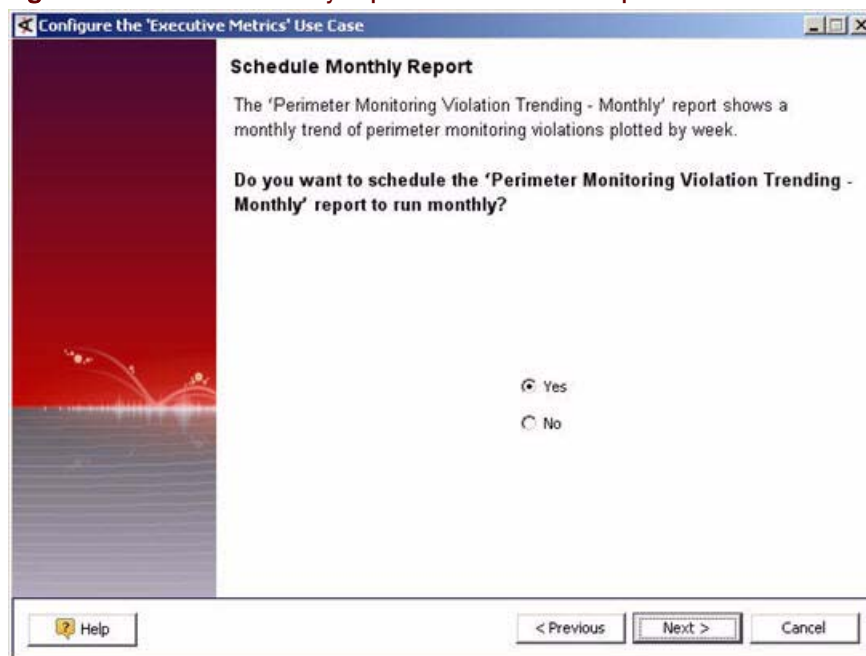 Configure the 'Executive Metrics' Use Case
Schedule Monthly Report
The 'Perimeter Monitoring Violation Trending - Monthly' report shows a
monthly trend of perimeter monitoring violations plotted by week.
Do you want to schedule the 'Perimeter Monitoring Violation Trending -
Monthly' report to run monthly?
Yes
No
Help
< Previous
Next >
Cancel